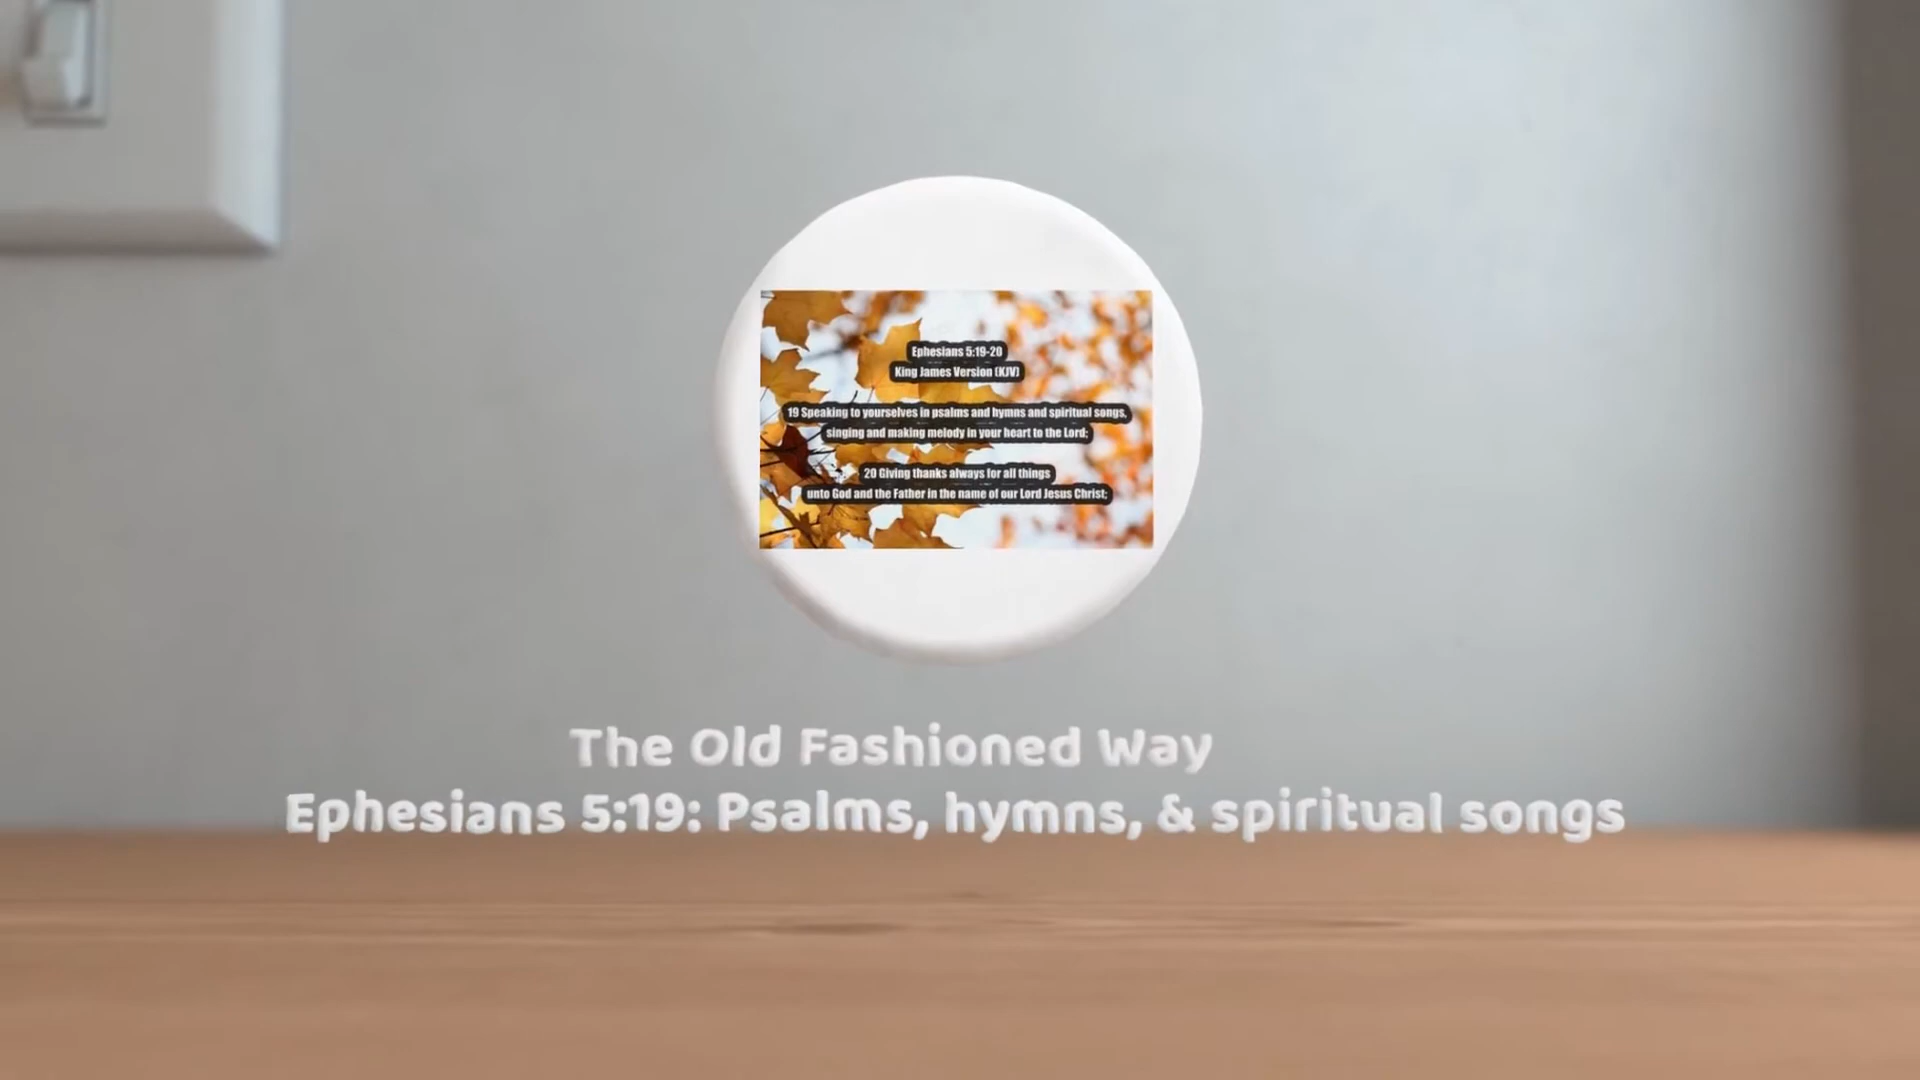 Ephesians 5:19-20
King James Version (KJV)
19 Speaking to yourselves in psalms and hymns and spiritual songs,
singing and making melody in your heart to the Lord;
20 Giving thanks always for all things
unto God and the Father in the name of our Lord Jesus Christ;
The Old Fashioned Way
Ephesians 5:19: Psalms, hymns, & spiritual songs